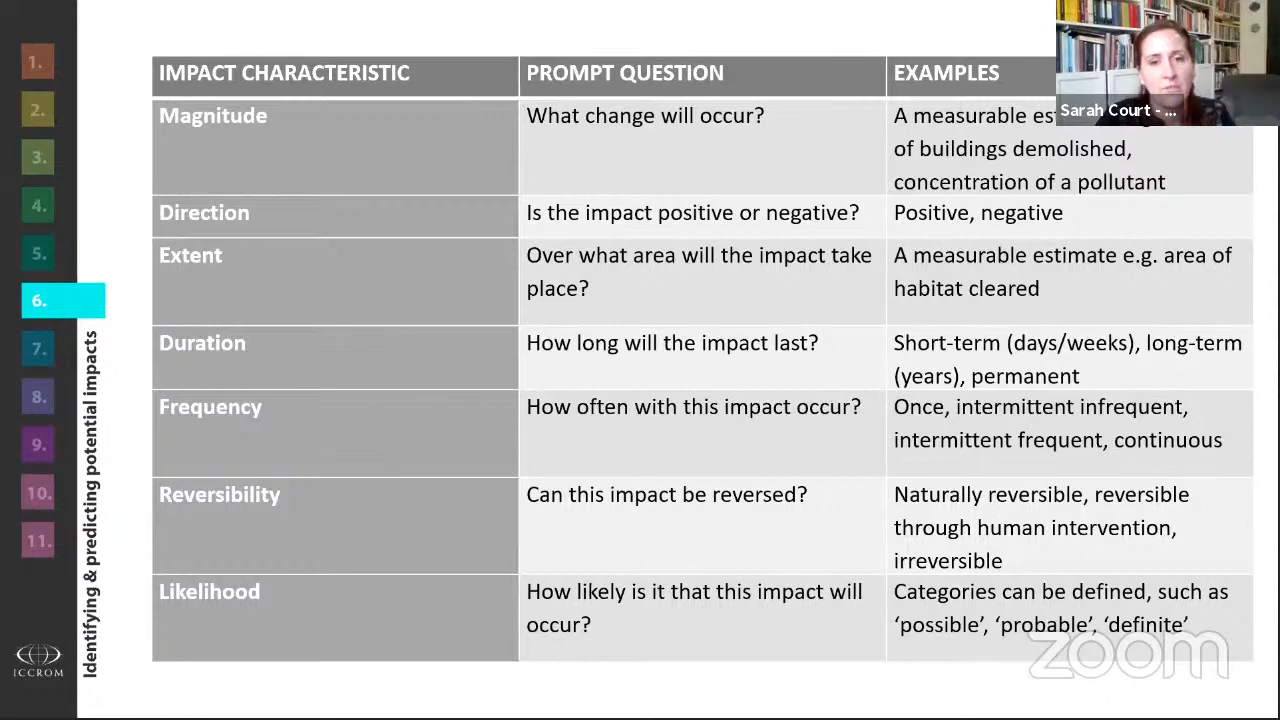 1.
2.
3.
4.
5.
6.
7.
8.
9.
10.
11.
Identifying & predicting potential impacts
ICCROM
IMPACT CHARACTERISTIC
PROMPT QUESTION
EXAMPLES
Sarah Court - ...
Magnitude
What change will occur?
A measurable
of buildings demolished,
concentration of a pollutant
Direction
Is the impact positive or negative?
Positive, negative
Extent
Over what area will the impact take
place?
A measurable estimate e.g. area of
habitat cleared
Duration
How long will the impact last?
Short-term (days/weeks), long-term
(years), permanent
Frequency
How often with this impact occur?
Once, intermittent infrequent,
intermittent frequent, continuous
Reversibility
Can this impact be reversed?
Naturally reversible, reversible
through human intervention,
irreversible
Likelihood
How likely is it that this impact will
occur?
Categories can be defined, such as
‘possible’, ‘probable’, ‘definite’
zoom